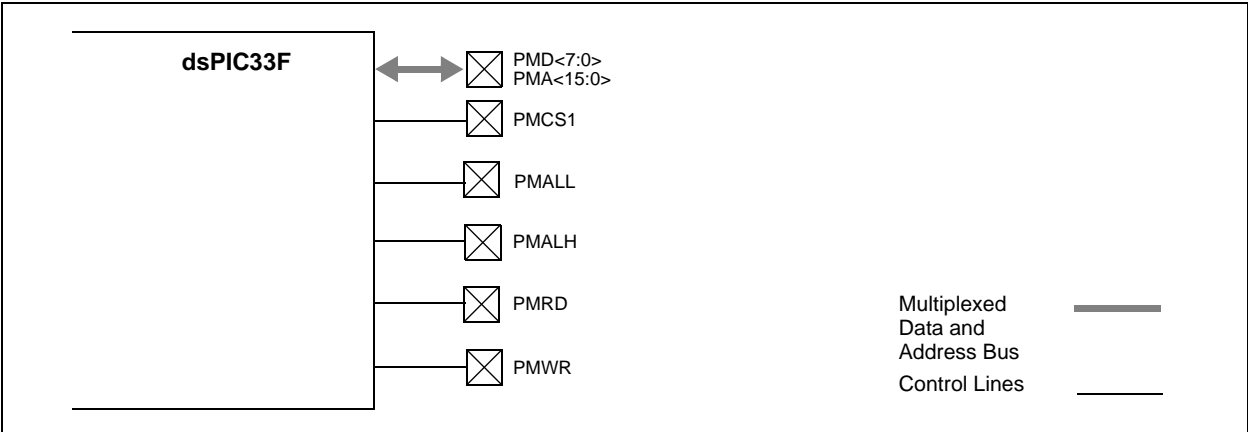 dsPIC33F
PMD<7:0>
PMA<15:0>
PMCS1
PMALL
PMALH
PMRD
PMWR
Multiplexed
Data and
Address Bus
Control Lines